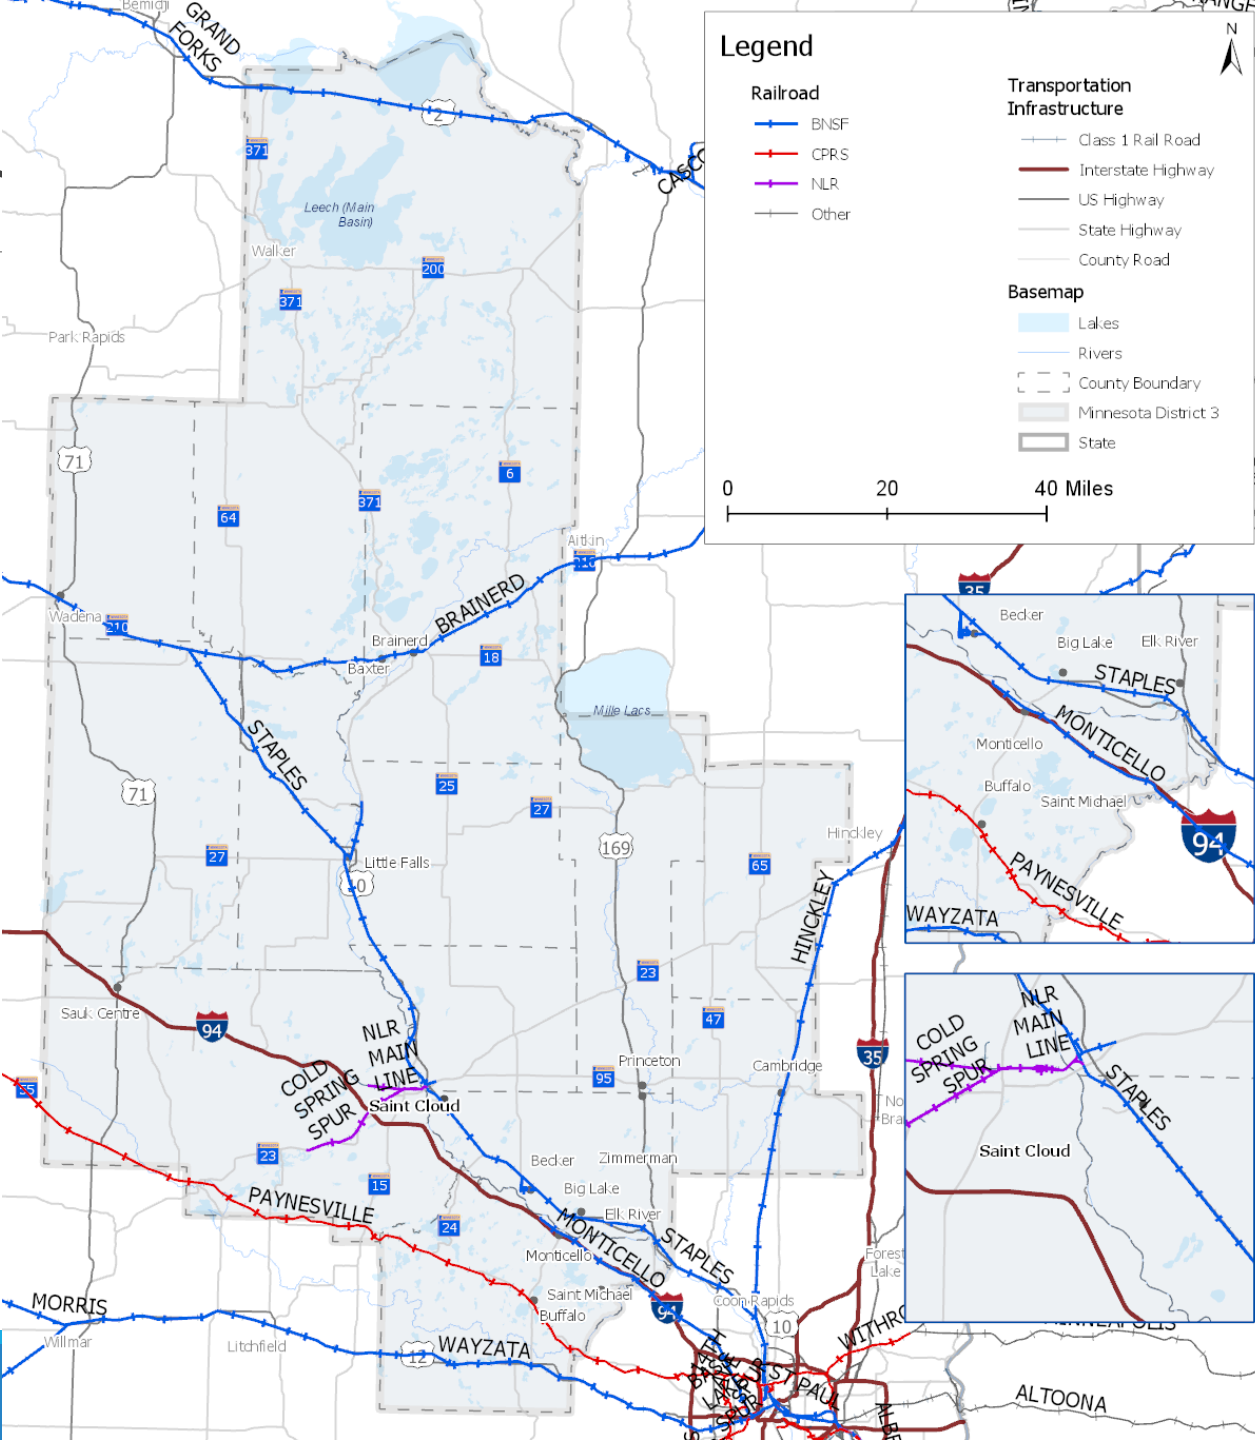 Bemidji
GRAND
FORKS
2
371
CASCO
Leech (Main
Basin)
Walker
200
371
Park Rapids
71
6
371
64
Aitkin
210
BRAINERD
Wadena
210
Brainerd
Baxter
18
Mille Lacs
STAPLES
71
25
27
169
Hinckley
27
Little Falls
65
HINCKLEY
23
Sauk Centre
94
47
NLR
MAIN
LINE
35
COLD
SPRING
SPUR
Princeton
Cambridge
95
55
Saint Cloud
23
Becker
Zimmerman
15
Big Lake
PAYNESVILLE
24
Elk River
MONTICELLO
STAPLES
Monticello
Forest
Lake
Saint Michael
Buffalo
94
Coon Rapids
10
MORRIS
Willmar
Litchfield
WAYZATA
12
ST PAUL
SPUR
ALTOONA
Legend
N
Railroad
BNSF
CPRS
NLR
Other
Transportation
Infrastructure
Class 1 Rail Road
Interstate Highway
US Highway
State Highway
County Road
Basemap
Lakes
Rivers
County Boundary
Minnesota District 3
State
0 20 40 Miles
35
Becker
Big Lake
Elk River
STAPLES
MONTICELLO
Monticello
Buffalo
Saint Michael
94
PAYNESVILLE
WAYZATA
NLR
MAIN
LINE
COLD
SPRING
SPUR
STAPLES
Saint Cloud